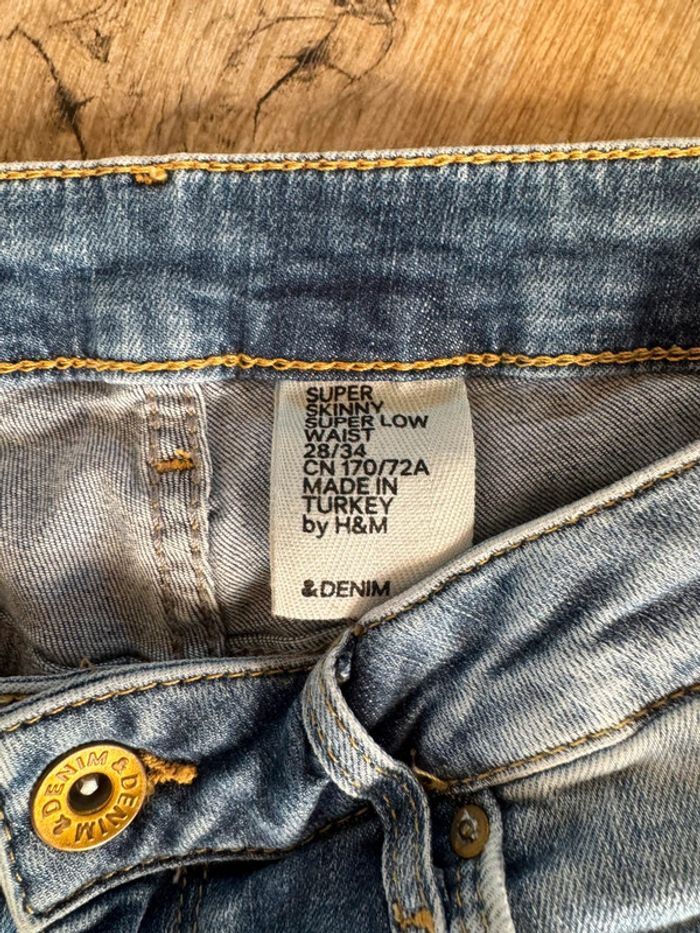 SUPER
SKINNY
SUPER LOW
WAIST
28/34
CN 170/72A
MADE IN
TURKEY
by H&M
&DENIM
&DENIM&DENIM